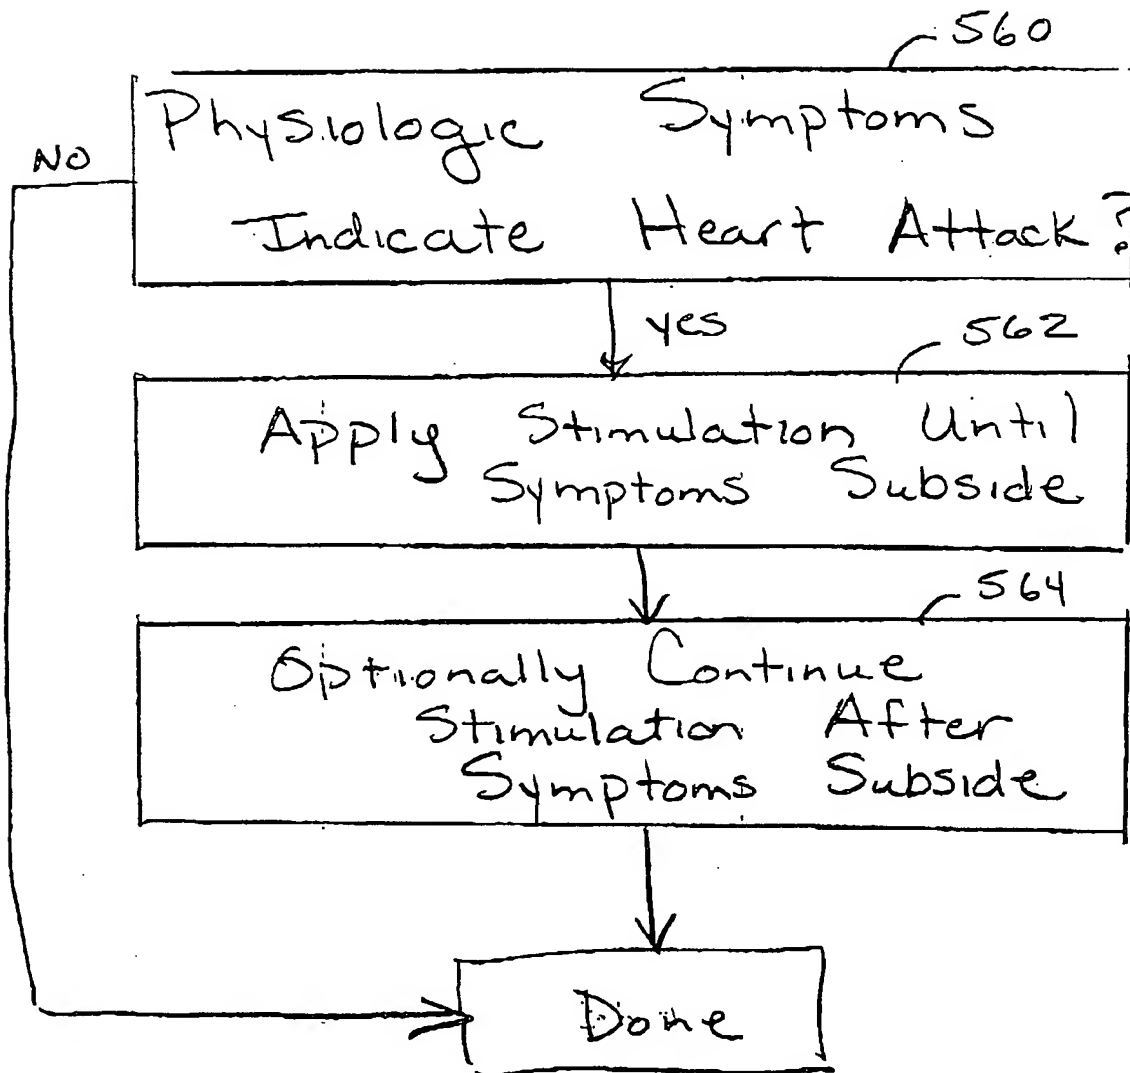 560
Physiologic Symptoms
NO
Indicate Heart Attack?
yes
562
Apply Stimulation Until
Symptoms Subside
564
Optionally Continue
Stimulation After
Symptoms Subside
Done